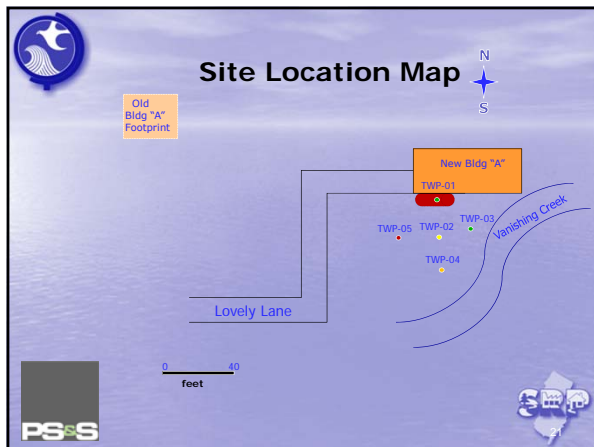 Site Location Map
N
S
Old
Bldg "A"
Footprint
New Bldg "A"
TWP-01
TWP-03
TWP-05
TWP-02
TWP-04
Vanishing Creek
Lovely Lane
0 40
feet
PS&S
SRP
21